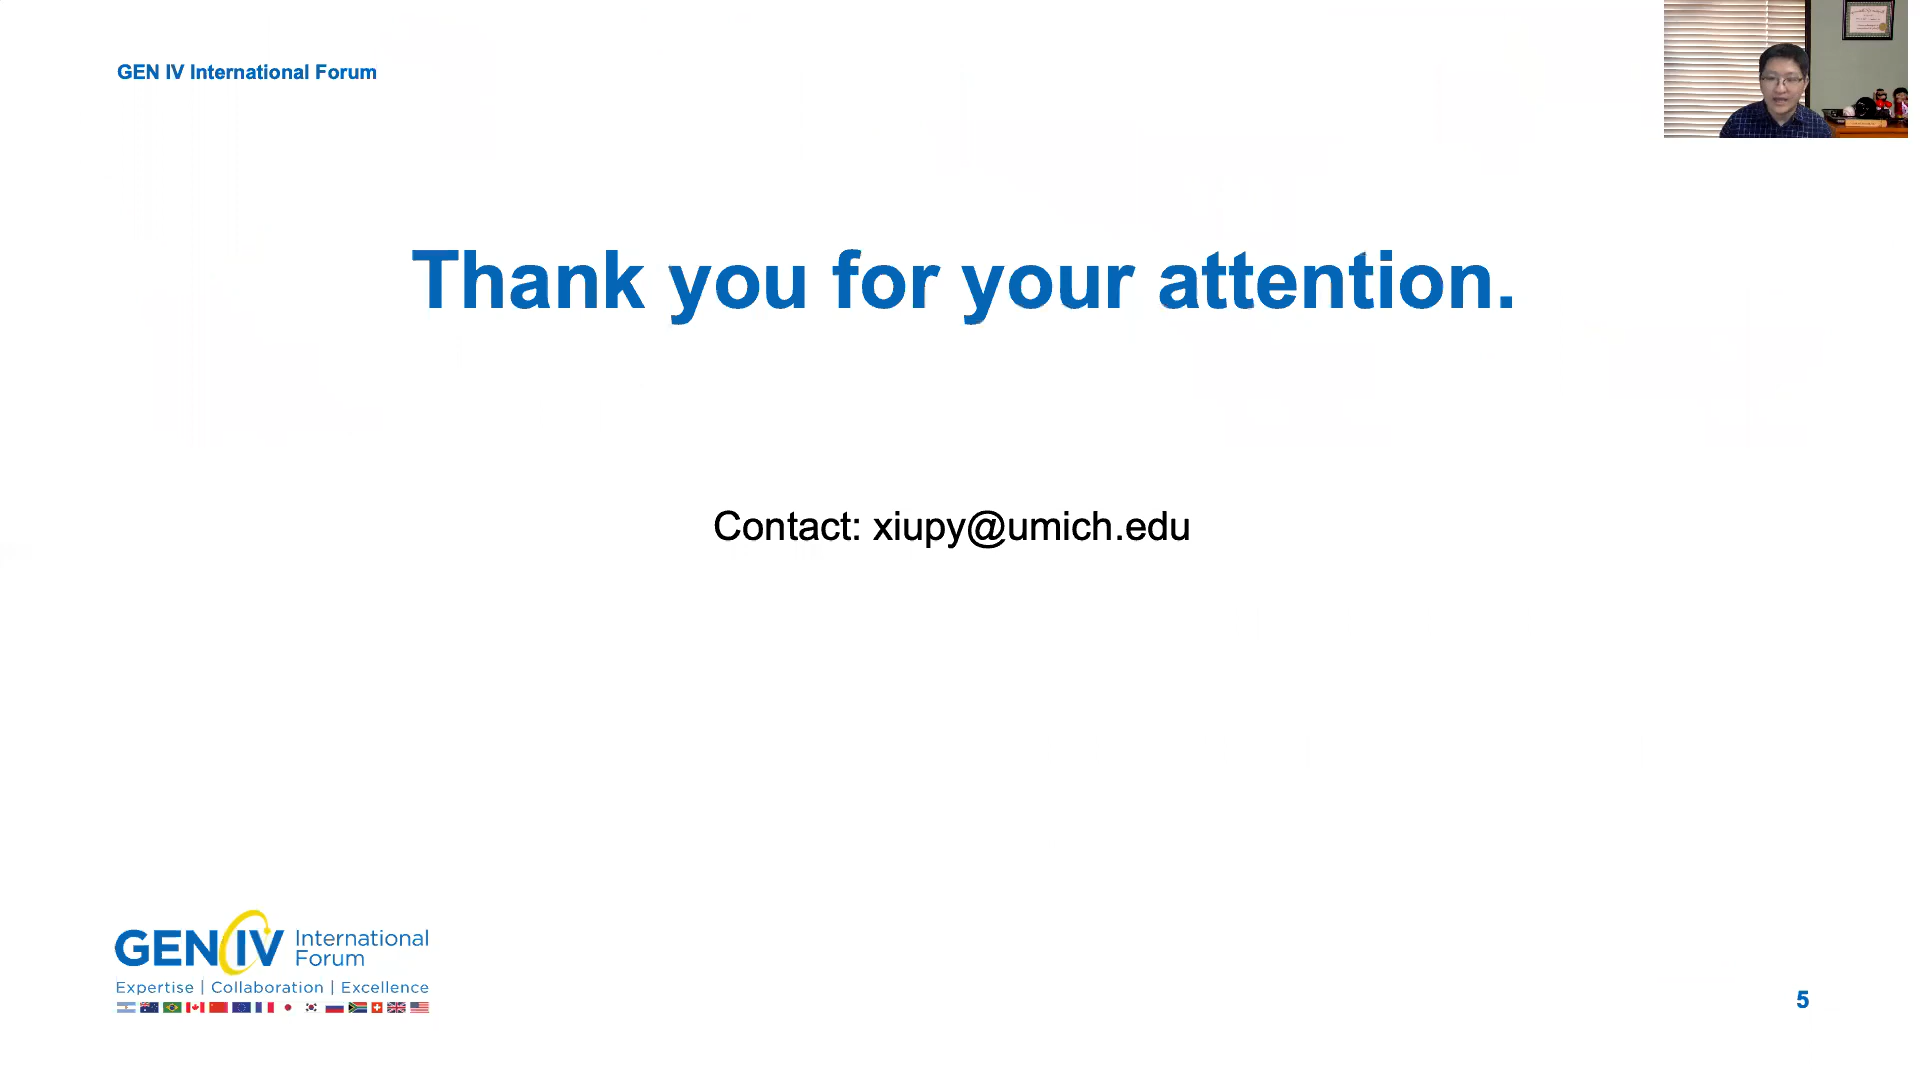 GEN IV International Forum
Thank you for your attention.
Contact: xiupy@umich.edu
GEN IV International
Forum
Expertise | Collaboration | Excellence
5